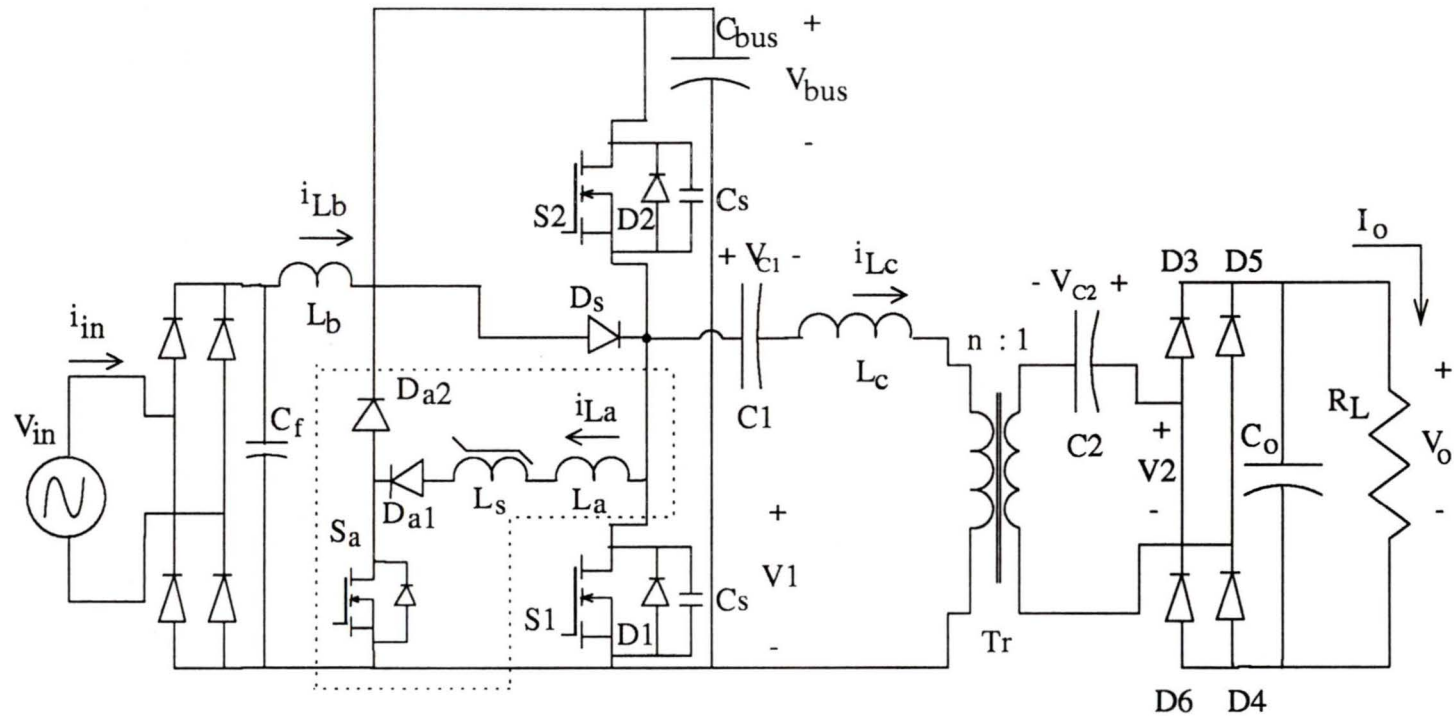 Cbus
+
Vbus
-
S2
D2
Cs
iLb
Lb
iin
Vin
Cf
Ds
+ VC1 -
iLc
C1
Lc
n : 1
- VC2 +
C2
D3
D5
Io
+
V2
-
Co
RL
+
Vo
-
Da2
iLa
Da1
Ls
La
Sa
S1
D1
Cs
+
V1
-
Tr
D6
D4